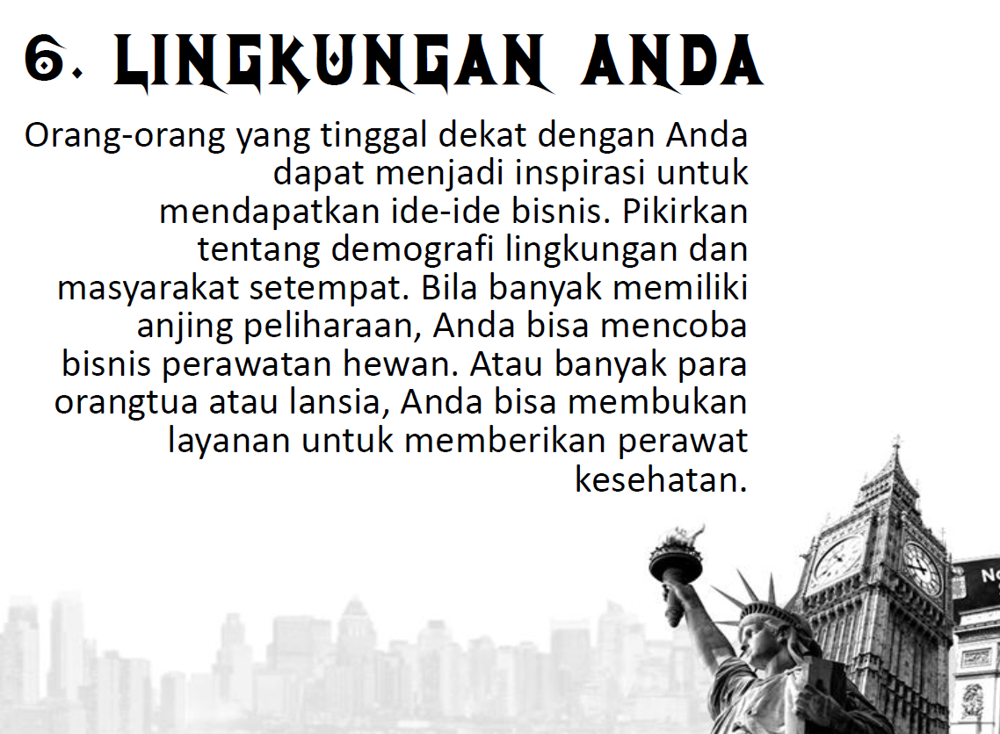 6. LINGKUNGAN ANDA
Orang-orang yang tinggal dekat dengan Anda
dapat menjadi inspirasi untuk
mendapatkan ide-ide bisnis. Pikirkan
tentang demografi lingkungan dan
masyarakat setempat. Bila banyak memiliki
anjing peliharaan, Anda bisa mencoba
bisnis perawatan hewan. Atau banyak para
orangtua atau lansia, Anda bisa membukan
layanan untuk memberikan perawat
kesehatan.